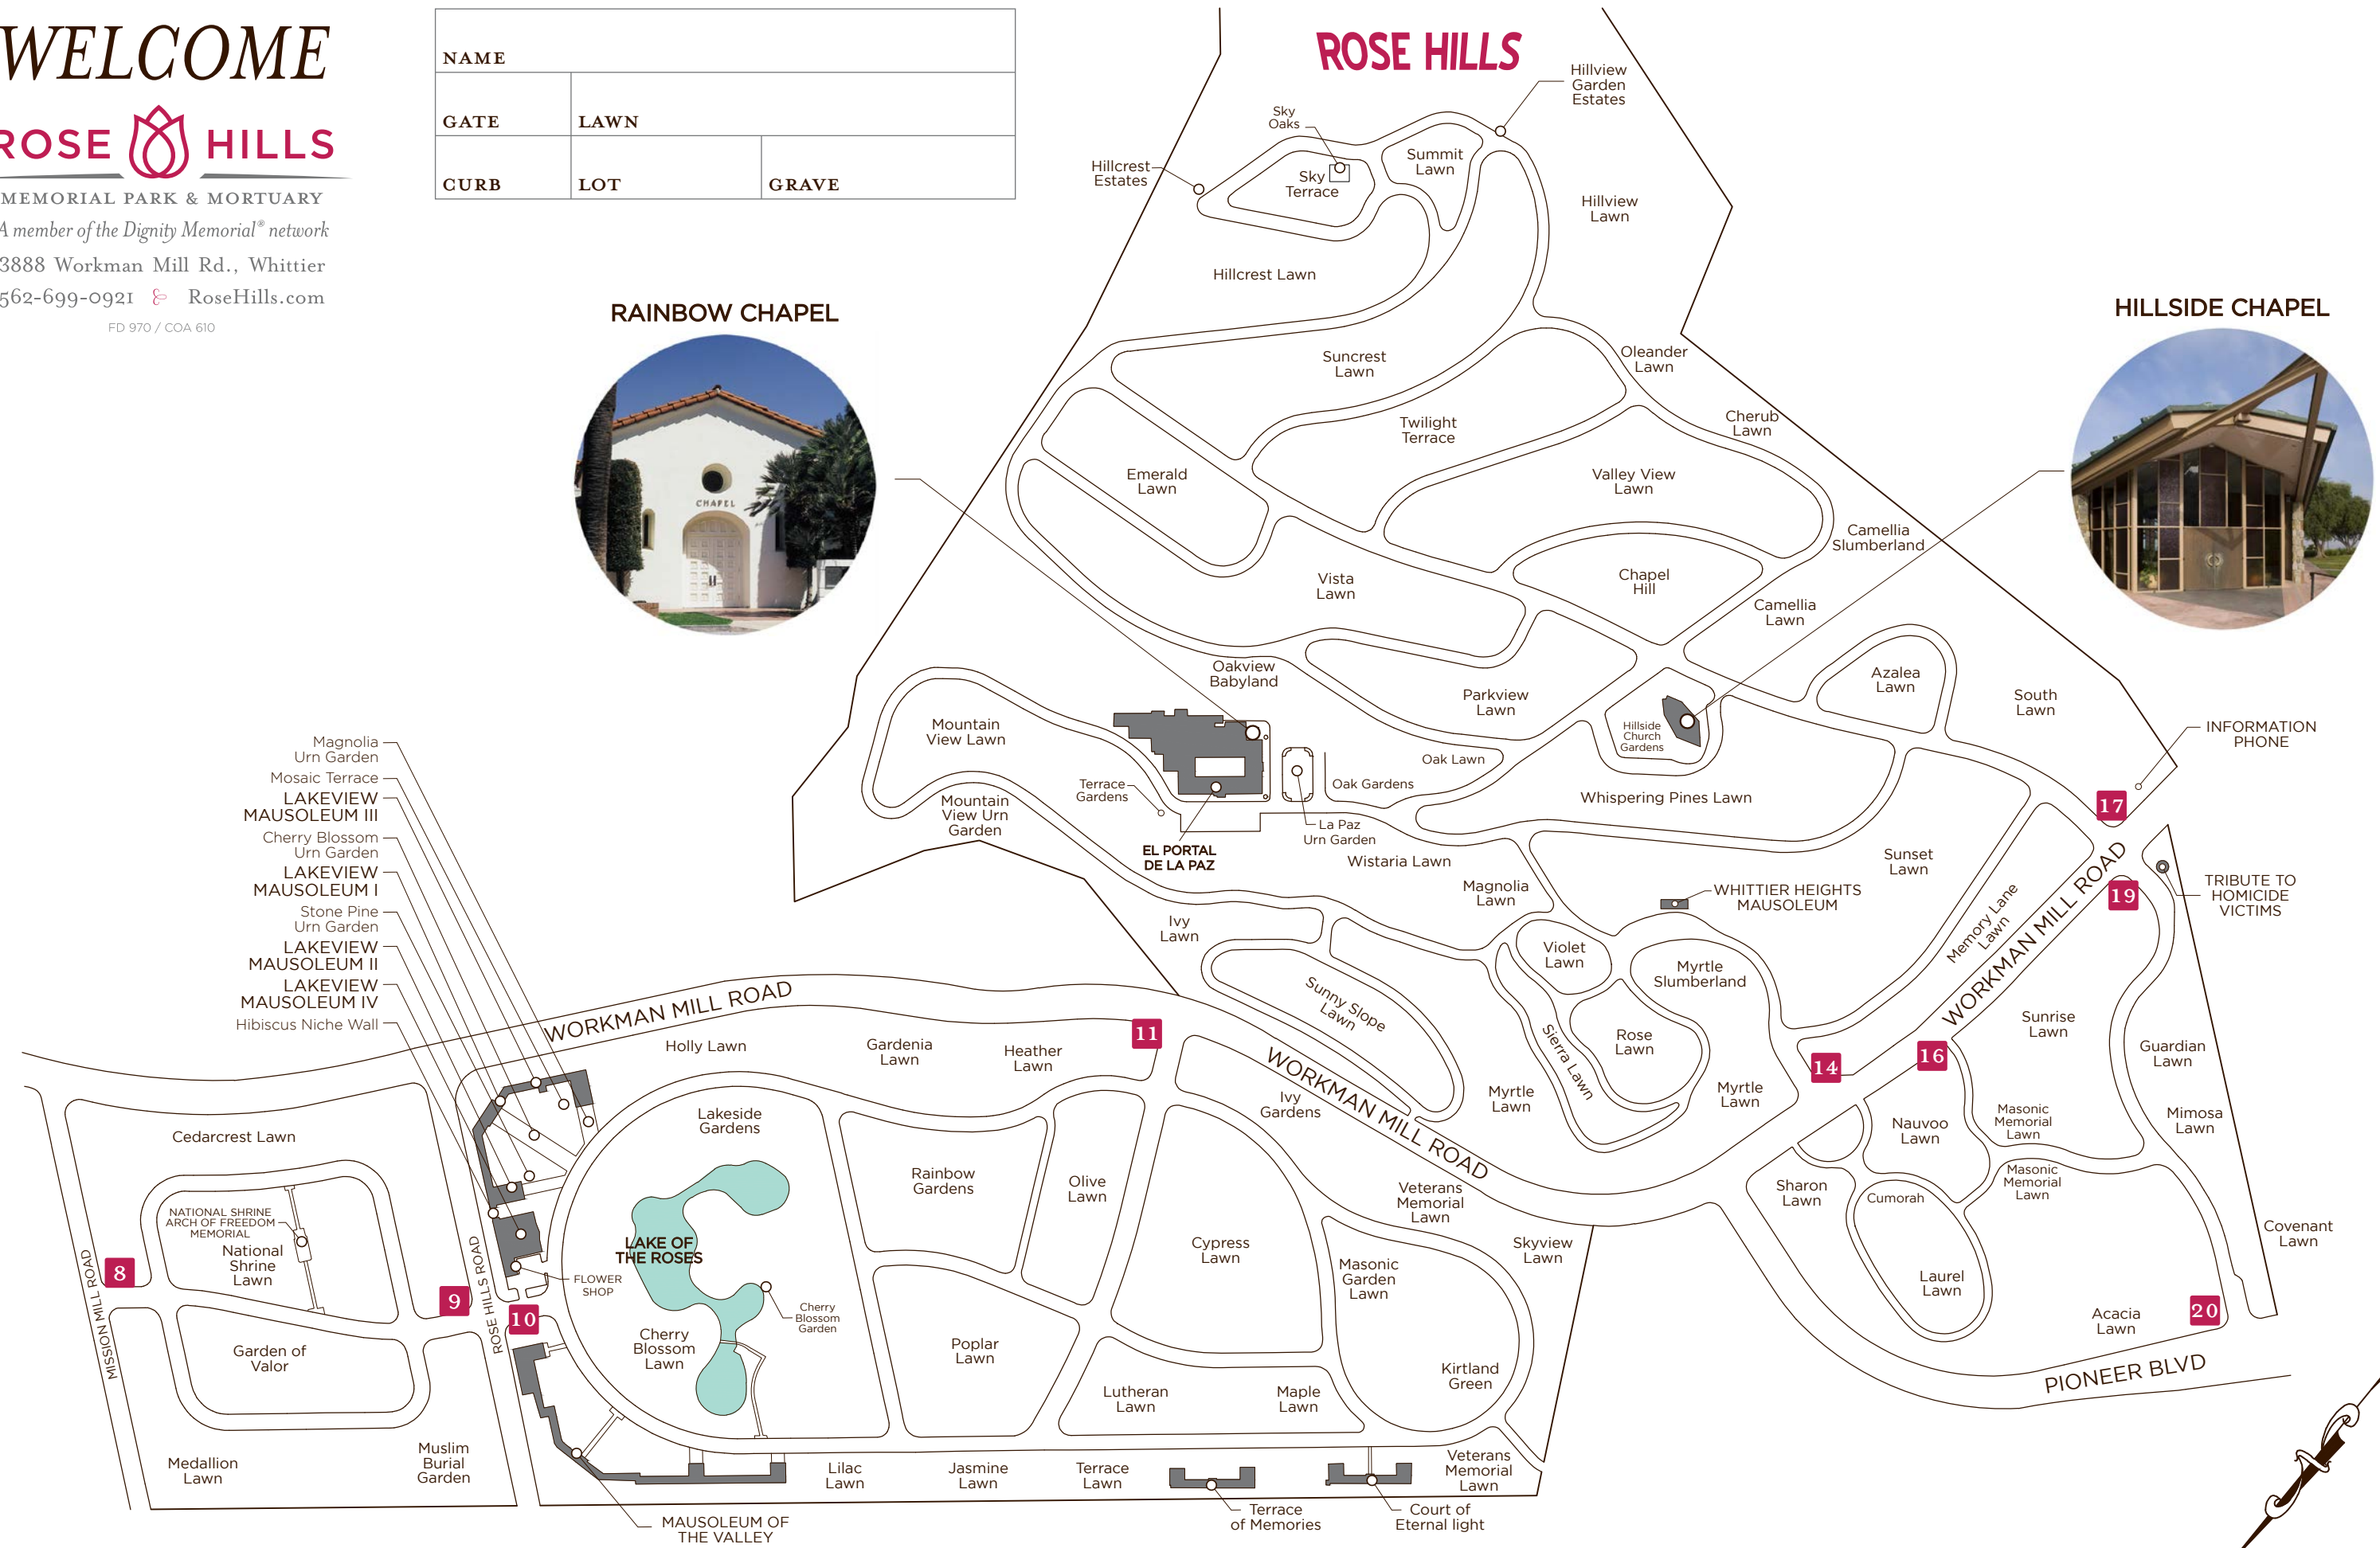 WELCOME
ROSE HILLS
MEMORIAL PARK & MORTUARY
A member of the Dignity Memorial® network
3888 Workman Mill Rd., Whittier
562-699-0921 RoseHills.com
FD 970 / COA 610
NAME
GATE
LAWN
CURB
LOT
GRAVE
ROSE HILLS
Hillview
Garden
Estates
Sky
Oaks
Summit
Lawn
Hillcrest
Estates
Sky
Terrace
Hillview
Lawn
Hillcrest Lawn
RAINBOW CHAPEL
CHAPEL
HILLSIDE CHAPEL
Suncrest
Lawn
Oleander
Lawn
Cherub
Lawn
Twilight
Terrace
Emerald
Lawn
Valley View
Lawn
Camellia
Slumberland
Vista
Lawn
Chapel
Hill
Camellia
Lawn
Oakview
Babyland
Azalea
Lawn
Parkview
Lawn
South
Lawn
Mountain
View Lawn
Hillside
Church
Gardens
INFORMATION
PHONE
Oak Lawn
Terrace
Gardens
Oak Gardens
Mountain
View Urn
Garden
Whispering Pines Lawn
17
La Paz
Urn Garden
EL PORTAL
DE LA PAZ
Wistaria Lawn
Sunset
Lawn
Magnolia
Lawn
WHITTIER HEIGHTS
MAUSOLEUM
19
TRIBUTE TO
HOMICIDE
VICTIMS
Magnolia
Urn Garden
Mosaic Terrace
LAKEVIEW
MAUSOLEUM III
Cherry Blossom
Urn Garden
LAKEVIEW
MAUSOLEUM I
Stone Pine
Urn Garden
LAKEVIEW
MAUSOLEUM II
LAKEVIEW
MAUSOLEUM IV
Hibiscus Niche Wall
Ivy
Lawn
Violet
Lawn
Myrtle
Slumberland
Memory Lane
Lawn
WORKMAN MILL ROAD
Sunny Slope
Lawn
Sierra Lawn
Rose
Lawn
Sunrise
Lawn
WORKMAN MILL ROAD
11
Holly Lawn
Gardenia
Lawn
Heather
Lawn
14
16
Guardian
Lawn
WORKMAN MILL ROAD
Ivy
Gardens
Myrtle
Lawn
Myrtle
Lawn
Nauvoo
Lawn
Masonic
Memorial
Lawn
Mimosa
Lawn
Cedarcrest Lawn
Lakeside
Gardens
Rainbow
Gardens
Olive
Lawn
Veterans
Memorial
Lawn
Sharon
Lawn
Cumorah
Masonic
Memorial
Lawn
NATIONAL SHRINE
ARCH OF FREEDOM
MEMORIAL
National
Shrine
Lawn
LAKE OF
THE ROSES
Cypress
Lawn
Skyview
Lawn
Covenant
Lawn
MISSION MILL ROAD
8
9
ROSE HILLS ROAD
10
FLOWER
SHOP
Cherry
Blossom
Garden
Masonic
Garden
Lawn
Laurel
Lawn
Acacia
Lawn
20
Garden of
Valor
Cherry
Blossom
Lawn
Poplar
Lawn
Lutheran
Lawn
Maple
Lawn
Kirtland
Green
PIONEER BLVD
Medallion
Lawn
Muslim
Burial
Garden
Lilac
Lawn
Jasmine
Lawn
Terrace
Lawn
Veterans
Memorial
Lawn
MAUSOLEUM OF
THE VALLEY
Terrace
of Memories
Court of
Eternal light